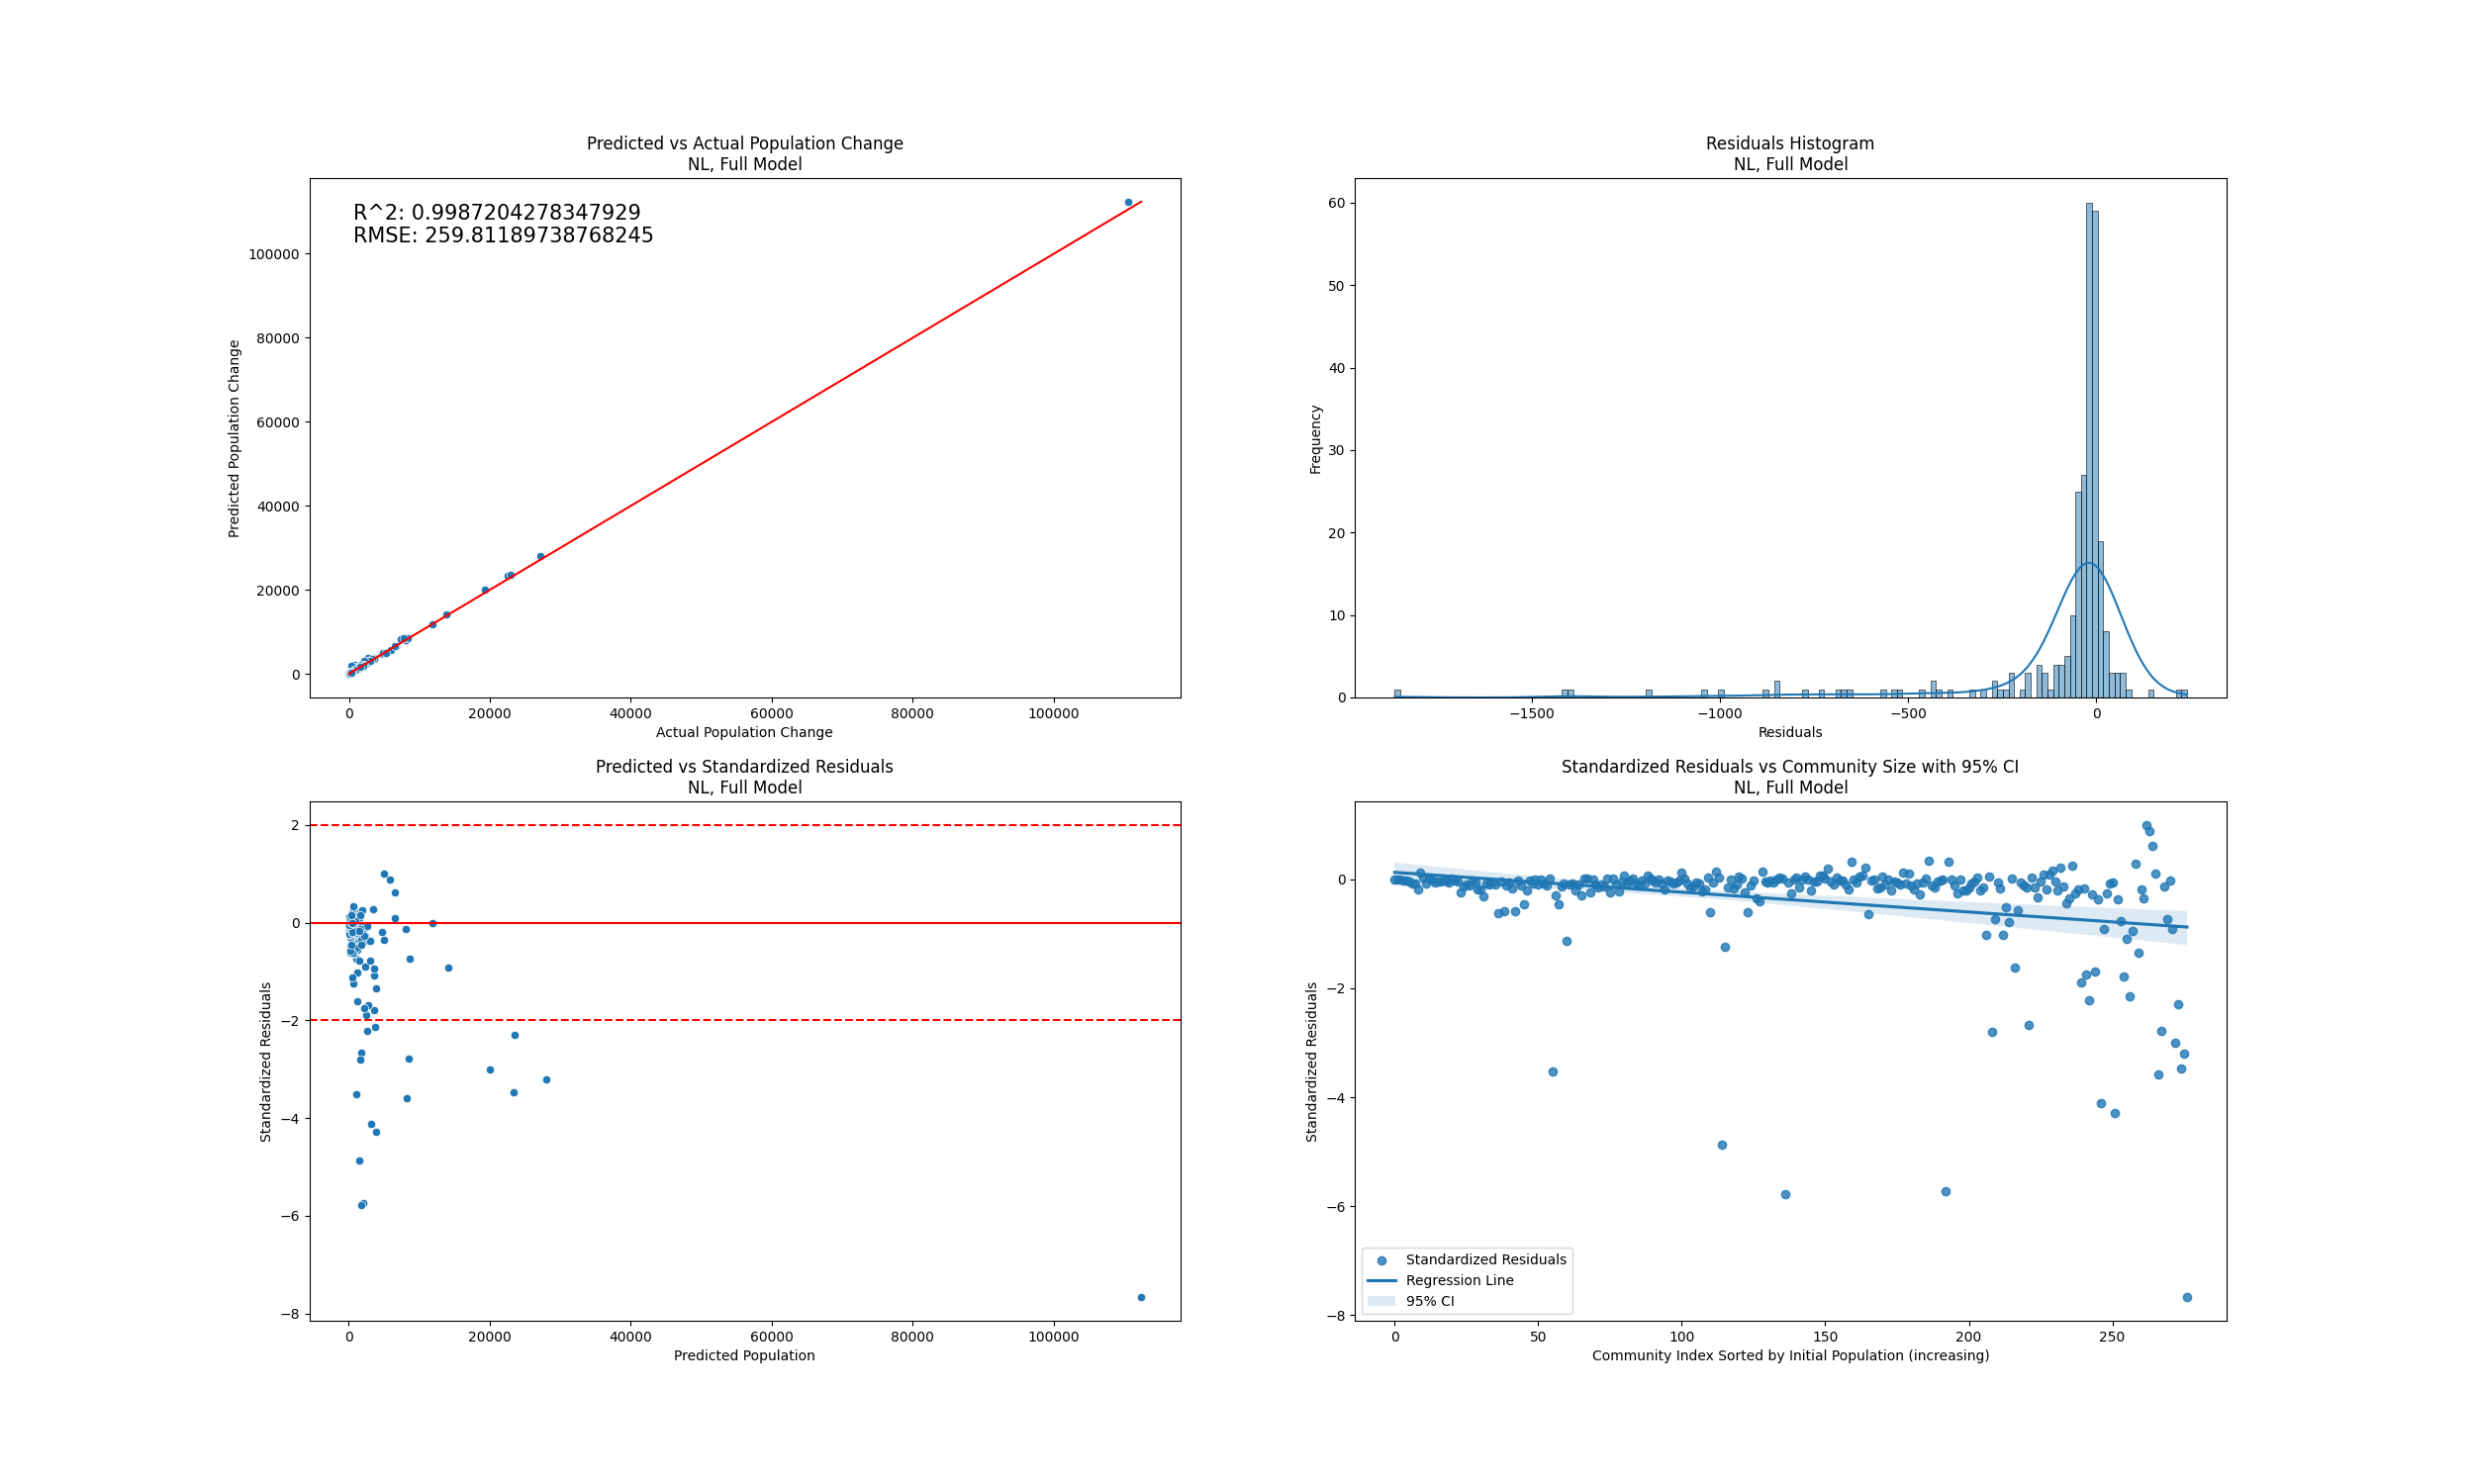 Predicted vs Actual Population Change
NL, Full Model
R^2: 0.9987204278347929
RMSE: 259.81189738768245
100000
80000
60000
40000
20000
0
Predicted Population Change
0 20000 40000 60000 80000 100000
Actual Population Change
Residuals Histogram
NL, Full Model
60
50
40
30
20
10
0
Frequency
−1500 −1000 −500 0
Residuals
Predicted vs Standardized Residuals
NL, Full Model
2
0
−2
−4
−6
−8
Standardized Residuals
0 20000 40000 60000 80000 100000
Predicted Population
Standardized Residuals vs Community Size with 95% CI
NL, Full Model
0
−2
−4
−6
−8
Standardized Residuals
Standardized Residuals
Regression Line
95% CI
0 50 100 150 200 250
Community Index Sorted by Initial Population (increasing)